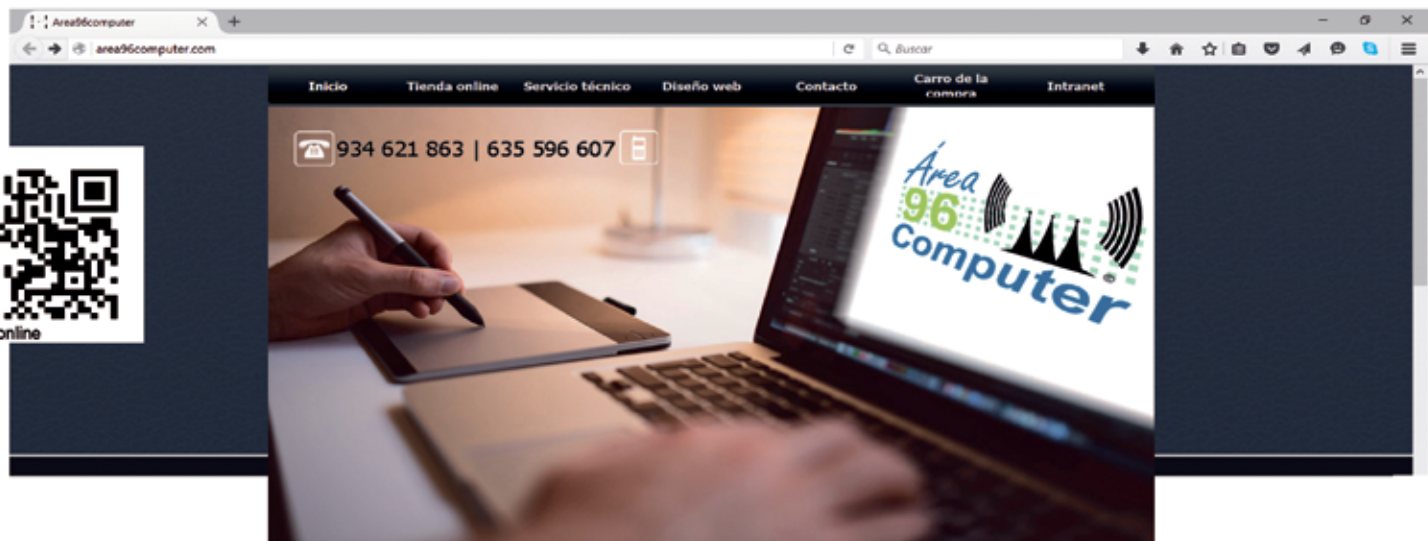 Area96computer
area96computer.com
Buscar
Inicio Tienda online Servicio técnico Diseño web Contacto Carro de la compra Intranet
934 621 863 | 635 596 607
Área
96
Computer
online